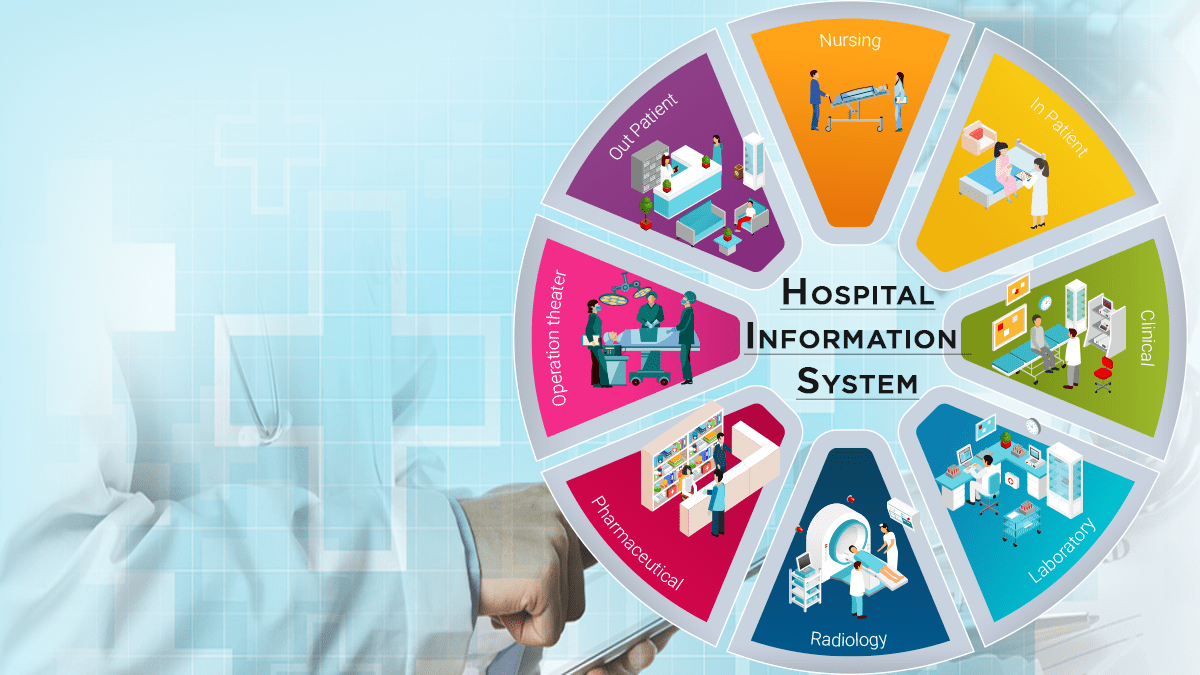 Hospital
Information
System
Nursing
In Patient
Clinical
Laboratory
Radiology
Pharmaceutical
Operation theater
Out Patient